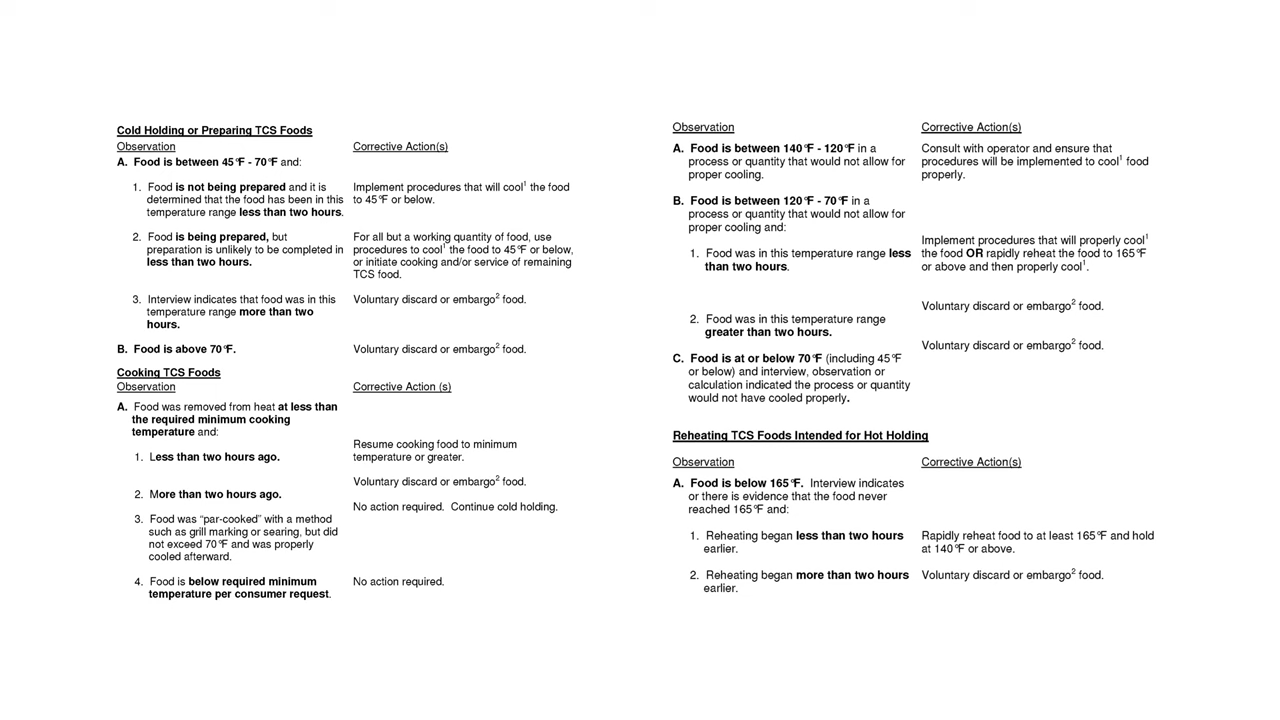 Cold Holding or Preparing TCS Foods
Observation
Corrective Action(s)
A. Food is between 45°F - 70°F and:
1. Food is not being prepared and it is
determined that the food has been in this
temperature range less than two hours.
Implement procedures that will cool1 the food
to 45°F or below.
2. Food is being prepared, but
preparation is unlikely to be completed in
less than two hours.
For all but a working quantity of food, use
procedures to cool1 the food to 45°F or below,
or initiate cooking and/or service of remaining
TCS food.
3. Interview indicates that food was in this
temperature range more than two
hours.
Voluntary discard or embargo2 food.
B. Food is above 70°F.
Voluntary discard or embargo2 food.
Cooking TCS Foods
Observation
Corrective Action (s)
A. Food was removed from heat at less than
the required minimum cooking
temperature and:
1. Less than two hours ago.
Resume cooking food to minimum
temperature or greater.
2. More than two hours ago.
Voluntary discard or embargo2 food.
3. Food was “par-cooked” with a method
such as grill marking or searing, but did
not exceed 70°F and was properly
cooled afterward.
No action required. Continue cold holding.
4. Food is below required minimum
temperature per consumer request.
No action required.
Observation
Corrective Action(s)
A. Food is between 140°F - 120°F in a
process or quantity that would not allow for
proper cooling.
Consult with operator and ensure that
procedures will be implemented to cool1 food
properly.
B. Food is between 120°F - 70°F in a
process or quantity that would not allow for
proper cooling and:
1. Food was in this temperature range less
than two hours.
Implement procedures that will properly cool1
the food OR rapidly reheat the food to 165°F
or above and then properly cool1.
2. Food was in this temperature range
greater than two hours.
Voluntary discard or embargo2 food.
C. Food is at or below 70°F (including 45°F
or below) and interview, observation or
calculation indicated the process or quantity
would not have cooled properly.
Voluntary discard or embargo2 food.
Reheating TCS Foods Intended for Hot Holding
Observation
Corrective Action(s)
A. Food is below 165°F. Interview indicates
or there is evidence that the food never
reached 165°F and:
1. Reheating began less than two hours
earlier.
Rapidly reheat food to at least 165°F and hold
at 140°F or above.
2. Reheating began more than two hours
earlier.
Voluntary discard or embargo2 food.